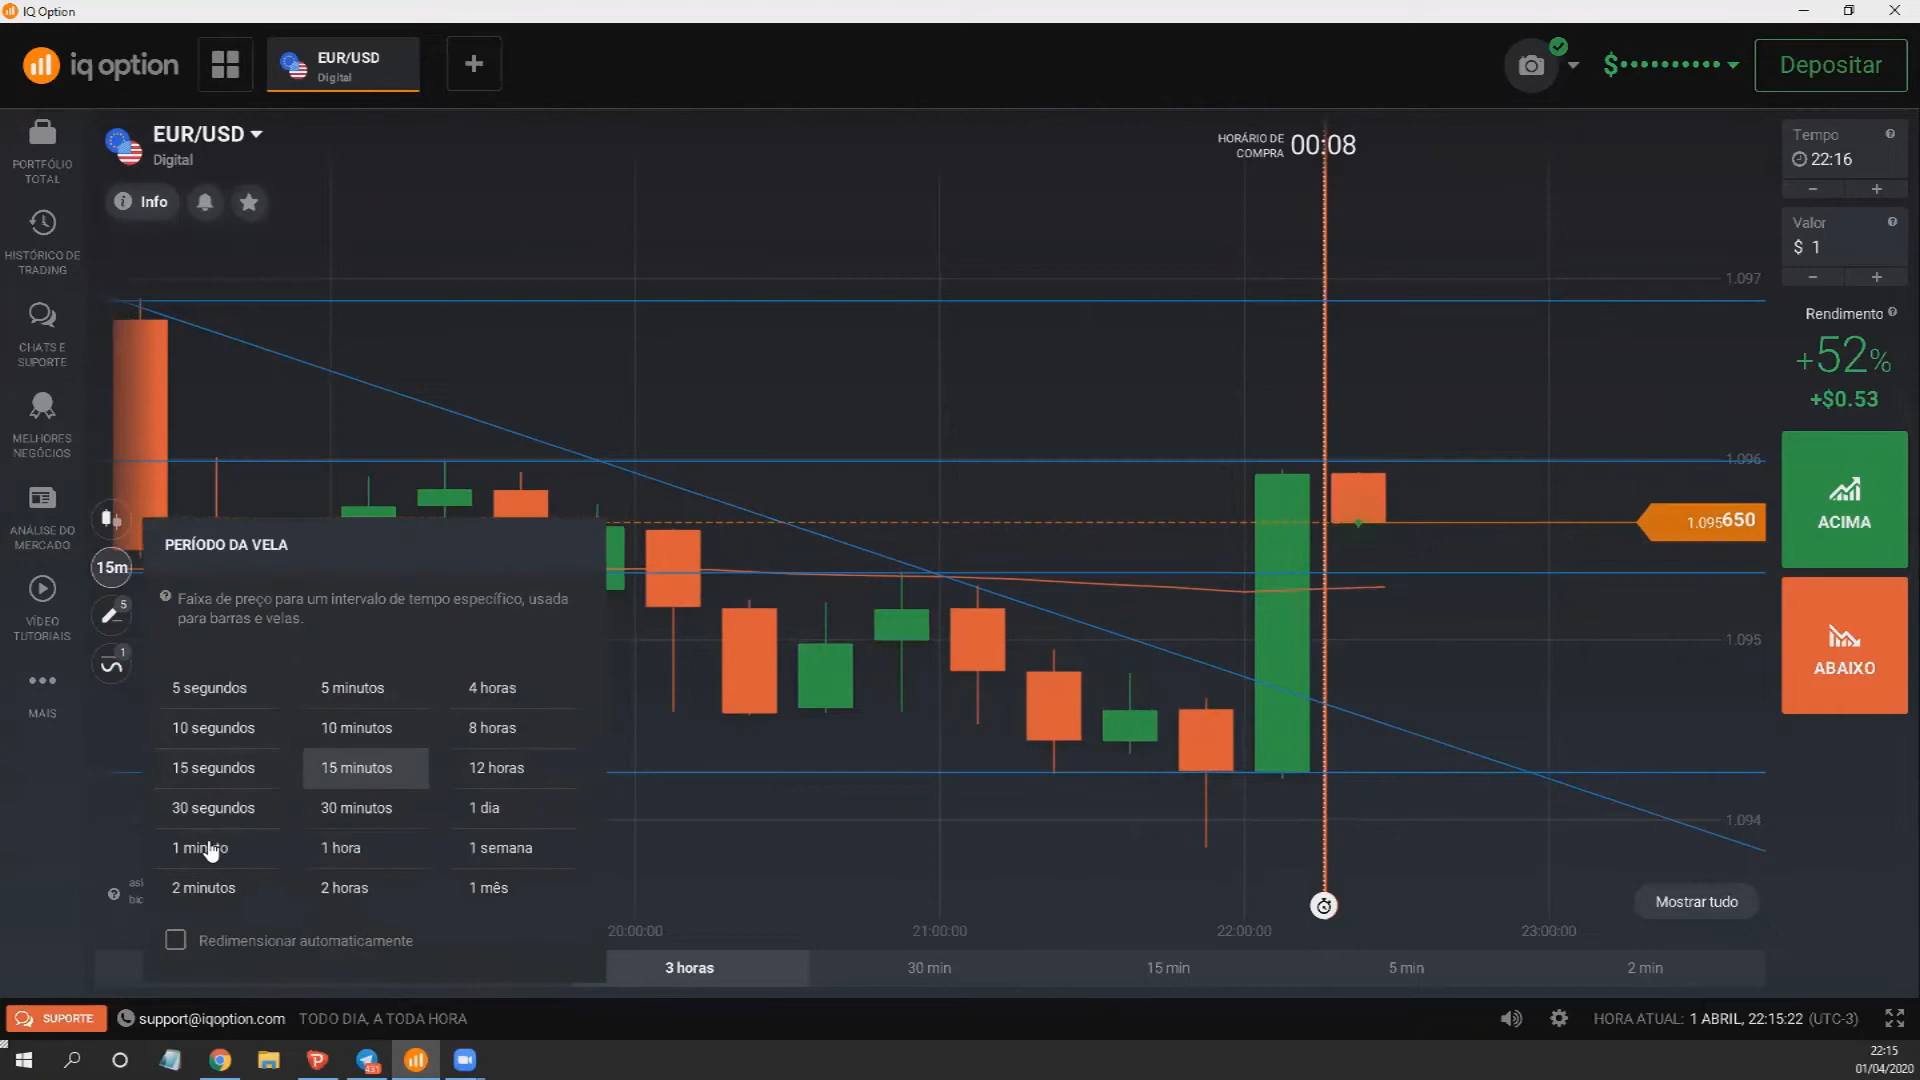 IQ Option
iq option
EUR/USD
Digital
+
$
Depositar
EUR/USD
Digital
Info
HORÁRIO DE
COMPRA
00:08
PORTFÓLIO
TOTAL
HISTÓRICO DE
TRADING
CHATS E
SUPORTE
MELHORES
NEGÓCIOS
ANÁLISE DO
MERCADO
VÍDEO
TUTORIAIS
MAIS
15m
5
1
PERÍODO DA VELA
Faixa de preço para um intervalo de tempo específico, usada
para barras e velas.
5 segundos
5 minutos
4 horas
10 segundos
10 minutos
8 horas
15 segundos
15 minutos
12 horas
30 segundos
30 minutos
1 dia
1 minuto
1 hora
1 semana
2 minutos
2 horas
1 mês
Redimensionar automaticamente
1.097
1.096
1.095650
1.095
1.094
Mostrar tudo
20:00:00
21:00:00
22:00:00
23:00:00
3 horas
30 min
15 min
5 min
2 min
Tempo
22:16
− +
Valor
$ 1
− +
Rendimento
+52%
+$0.53
ACIMA
ABAIXO
SUPORTE
support@iqoption.com
TODO DIA, A TODA HORA
HORA ATUAL: 1 ABRIL, 22:15:22 (UTC-3)
431
22:15
01/04/2020